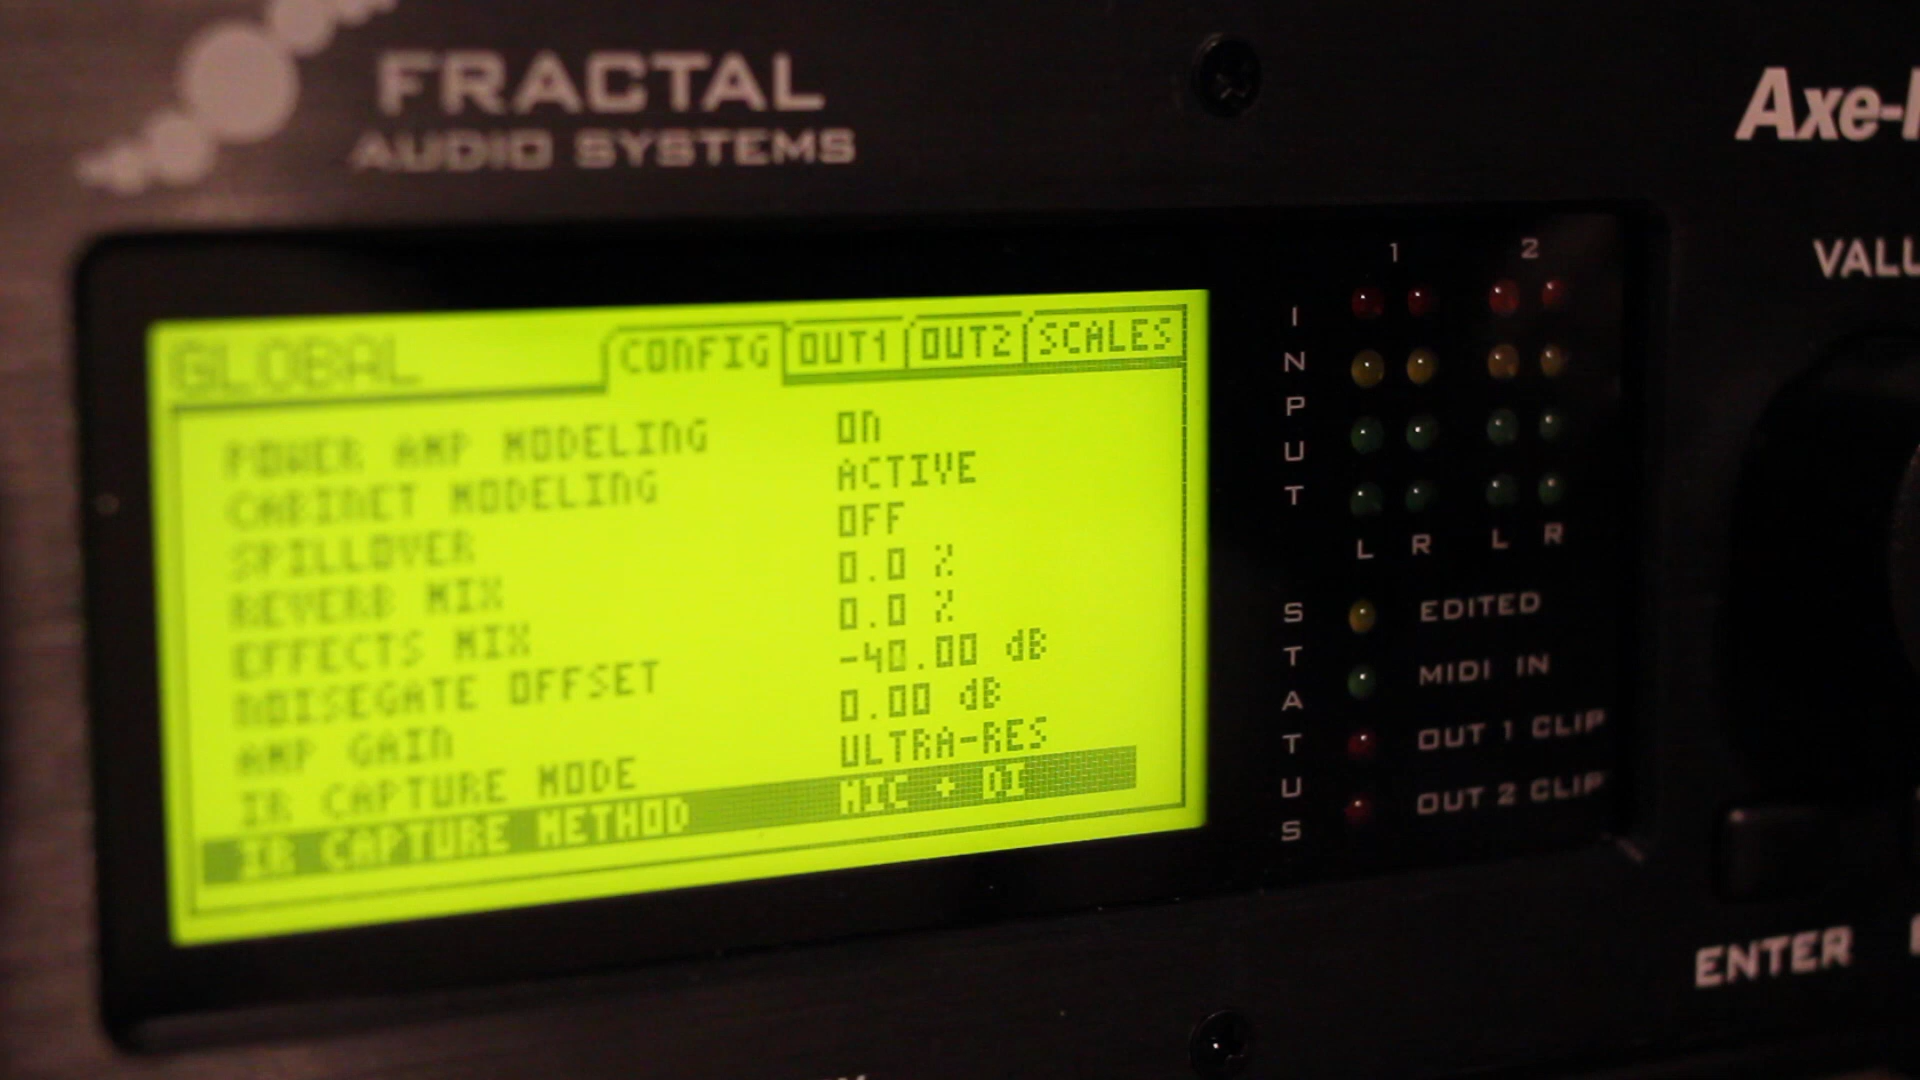 FRACTAL
AUDIO SYSTEMS
Axe-
VALU
GLOBAL CONFIG OUT1 OUT2 SCALES
POWER AMP MODELING ON
CABINET MODELING ACTIVE
SPILLOVER OFF
REVERB MIX 0.0 %
EFFECTS MIX 0.0 %
NOISEGATE OFFSET -40.00 dB
AMP GAIN 0.00 dB
IR CAPTURE MODE ULTRA-RES
IR CAPTURE METHOD MIC + DI
1 2
INPUT
L R L R
STATUS
EDITED
MIDI IN
OUT 1 CLIP
OUT 2 CLIP
ENTER